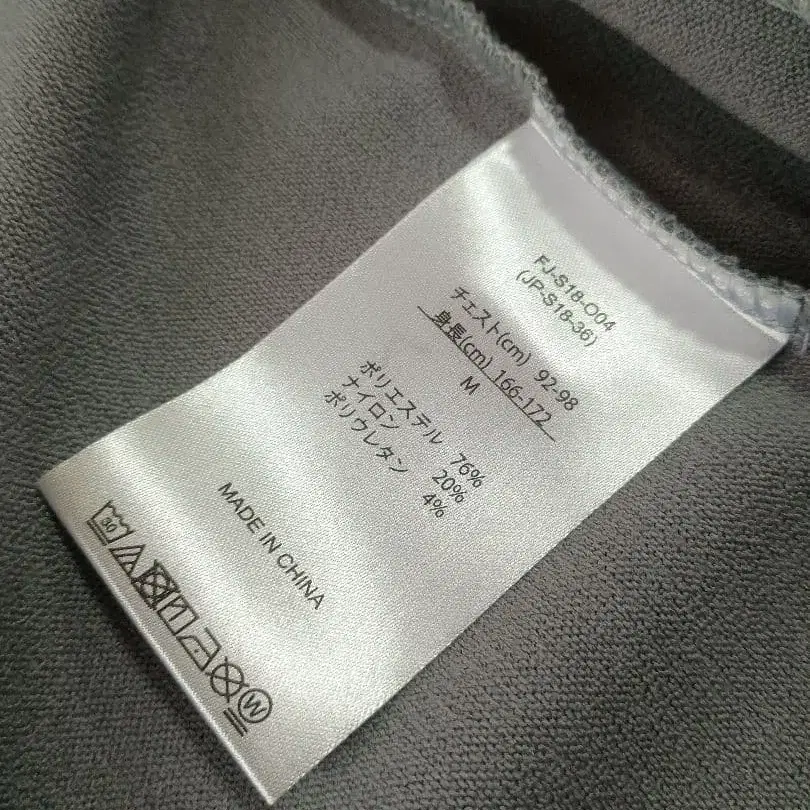 FJ-S18-O04
(JP-S18-36)
チェスト(cm) 92-98
身長(cm) 166-172
M
ポリエステル 76%
ナイロン 20%
ポリウレタン 4%
MADE IN CHINA
30 W